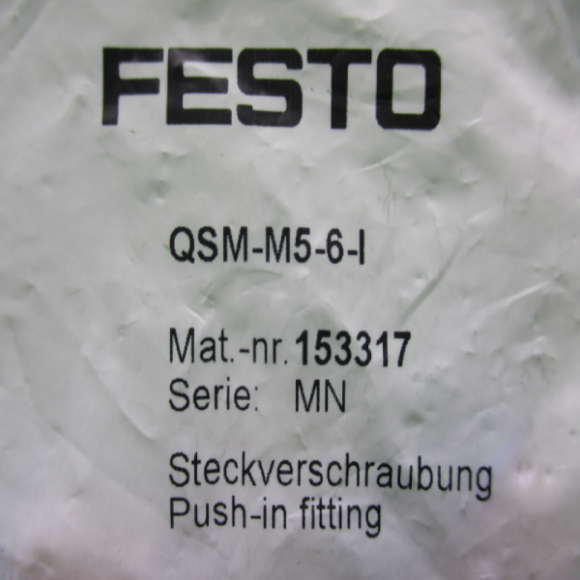 FESTO
QSM-M5-6-I
Mat.-nr. 153317
Serie: MN
Steckverschraubung
Push-in fitting